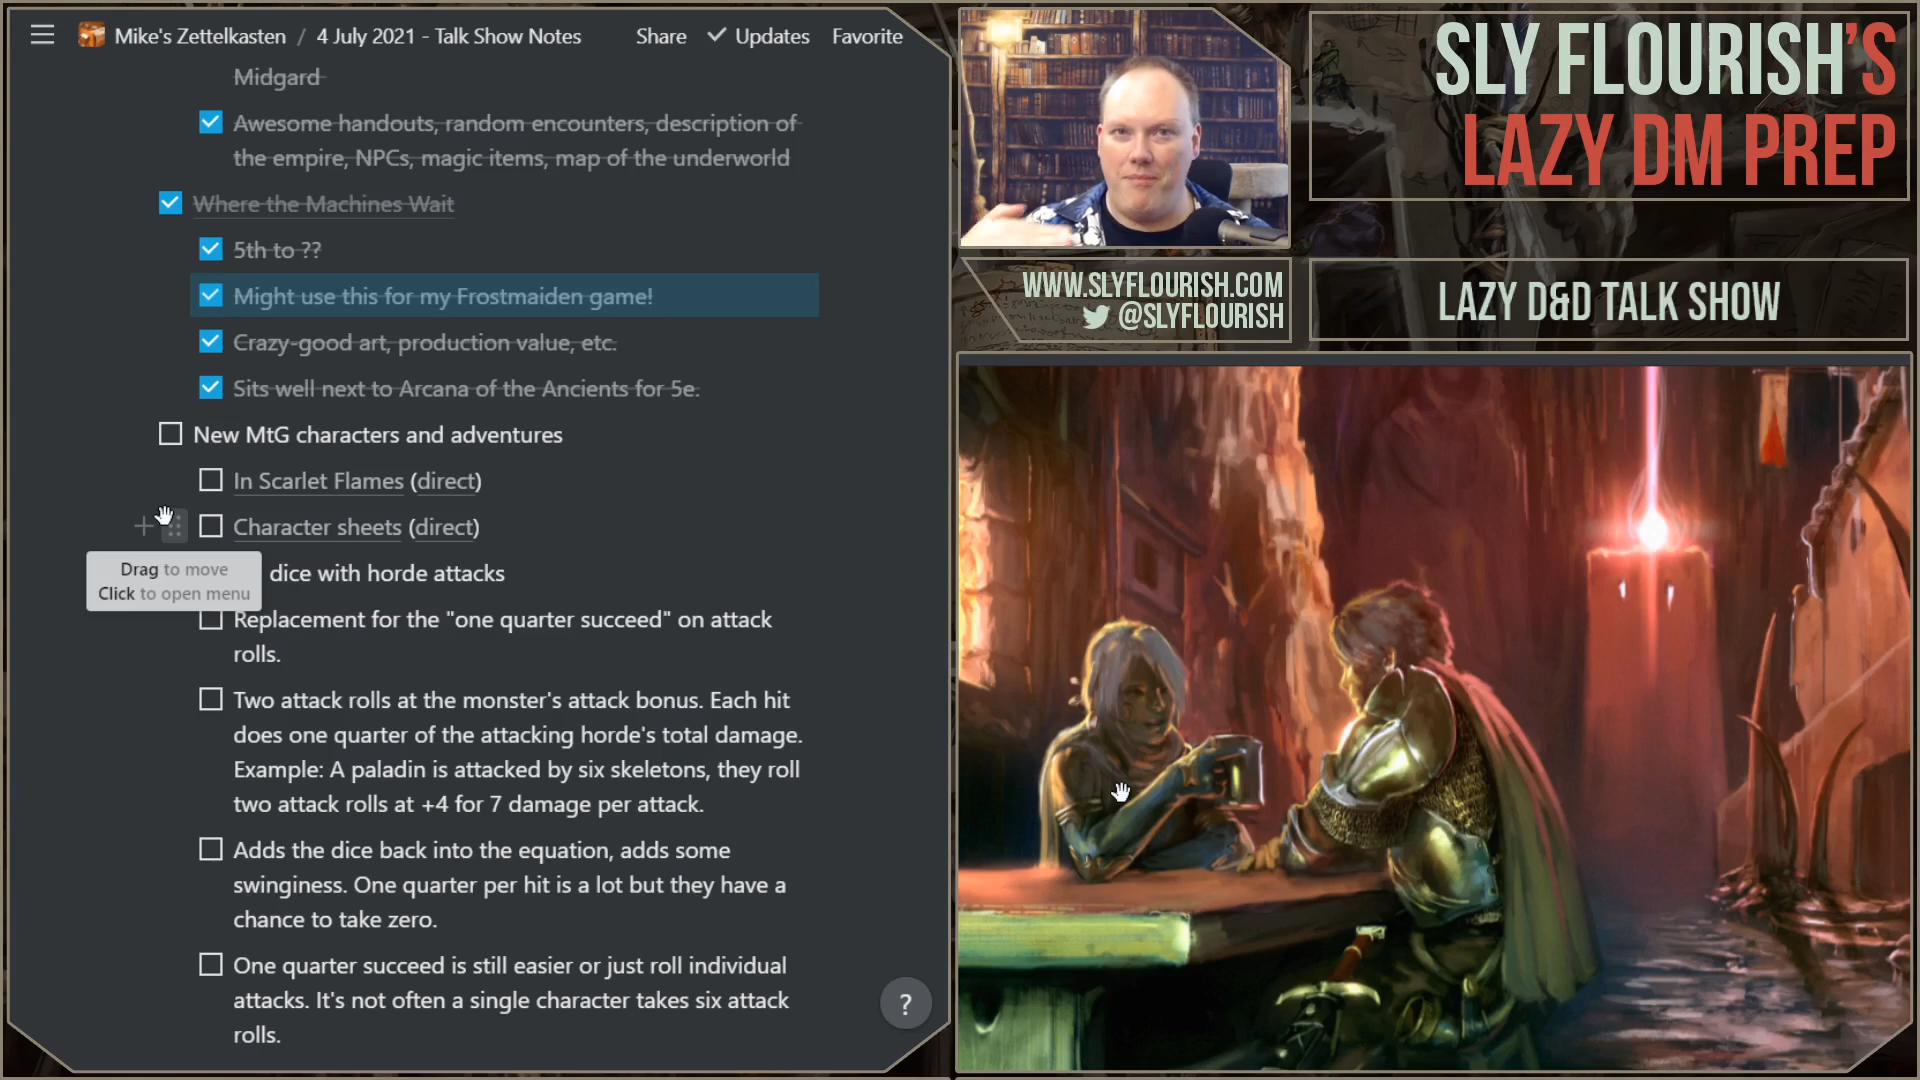 Mike's Zettelkasten / 4 July 2021 - Talk Show Notes Share Updates Favorite
Midgard
Awesome handouts, random encounters, description of
the empire, NPCs, magic items, map of the underworld
Where the Machines Wait
5th to ??
Might use this for my Frostmaiden game!
Crazy-good art, production value, etc.
Sits well next to Arcana of the Ancients for 5e.
New MtG characters and adventures
In Scarlet Flames (direct)
Character sheets (direct)
Drag to move
Click to open menu
dice with horde attacks
Replacement for the "one quarter succeed" on attack
rolls.
Two attack rolls at the monster's attack bonus. Each hit
does one quarter of the attacking horde's total damage.
Example: A paladin is attacked by six skeletons, they roll
two attack rolls at +4 for 7 damage per attack.
Adds the dice back into the equation, adds some
swinginess. One quarter per hit is a lot but they have a
chance to take zero.
One quarter succeed is still easier or just roll individual
attacks. It's not often a single character takes six attack
rolls.
?
SLY FLOURISH'S
LAZY DM PREP
WWW.SLYFLOURISH.COM
@SLYFLOURISH
LAZY D&D TALK SHOW